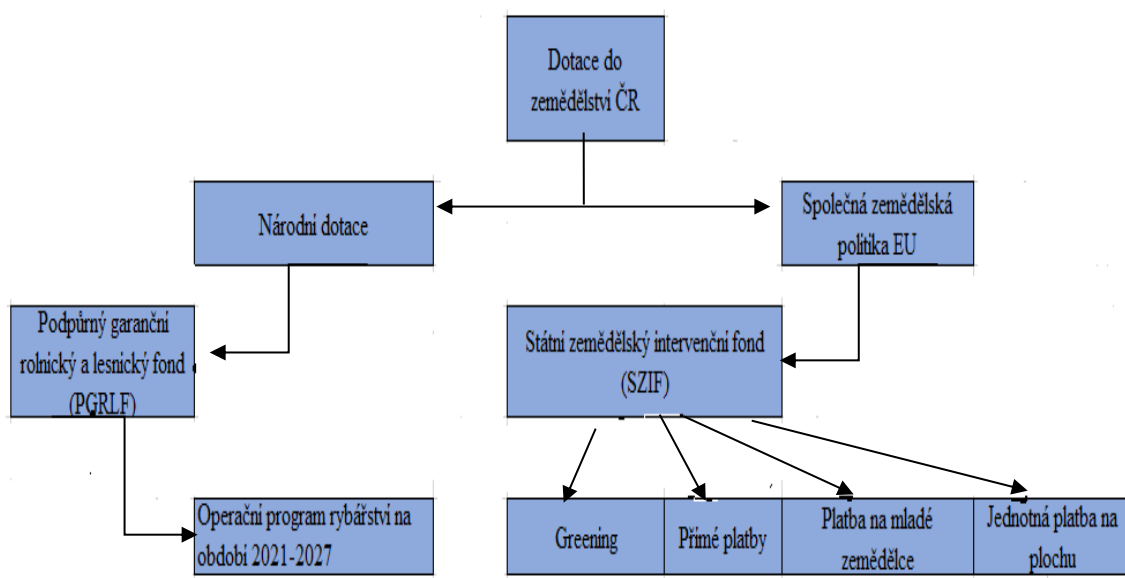 Dotace do
zemědělství ČR
Národní dotace
Společná zemědělská
politika EU
Podpůrný garanční
rolnický a lesnický fond
(PGRLF)
Státní zemědělský intervenční fond
(SZIF)
Operační program rybářství na
období 2021-2027
Greening
Přímé platby
Platba na mladé
zemědělce
Jednotná platba na
plochu